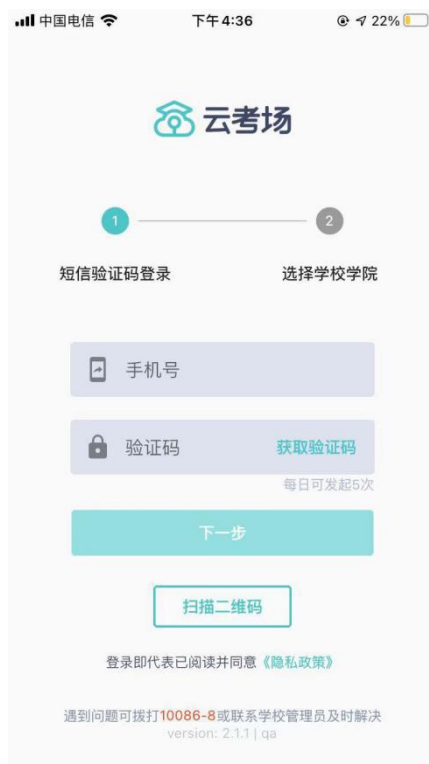 中国电信 下午4:36 22%
云考场
1 2
短信验证码登录 选择学校学院
手机号
验证码 获取验证码
每日可发起5次
下一步
扫描二维码
登录即代表已阅读并同意《隐私政策》
遇到问题可拨打10086-8或联系学校管理员及时解决
version: 2.1.1 | qa